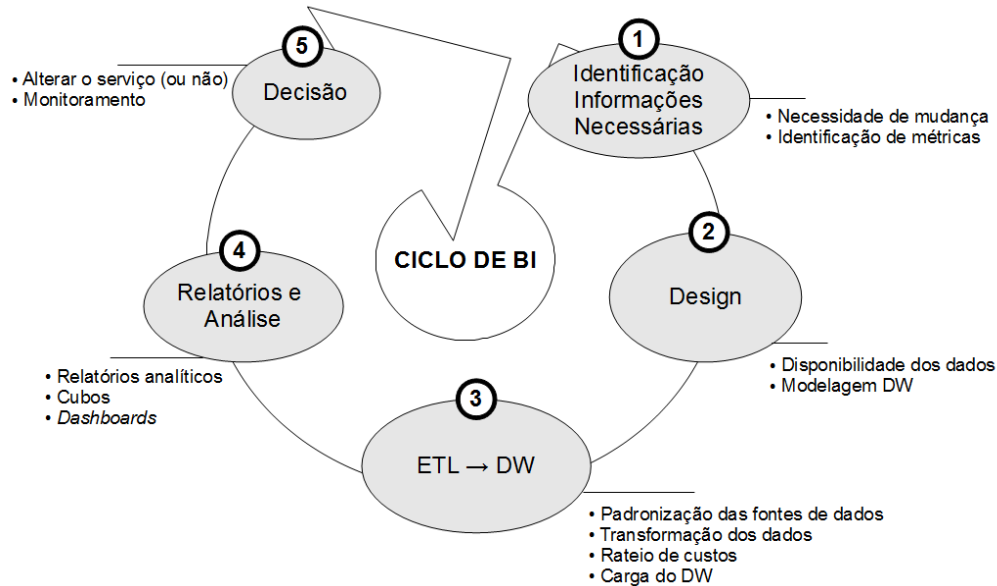 CICLO DE BI
1
Identificação
Informações
Necessárias
• Necessidade de mudança
• Identificação de métricas
2
Design
• Disponibilidade dos dados
• Modelagem DW
3
ETL → DW
• Padronização das fontes de dados
• Transformação dos dados
• Rateio de custos
• Carga do DW
4
Relatórios e
Análise
• Relatórios analíticos
• Cubos
• Dashboards
5
Decisão
• Alterar o serviço (ou não)
• Monitoramento